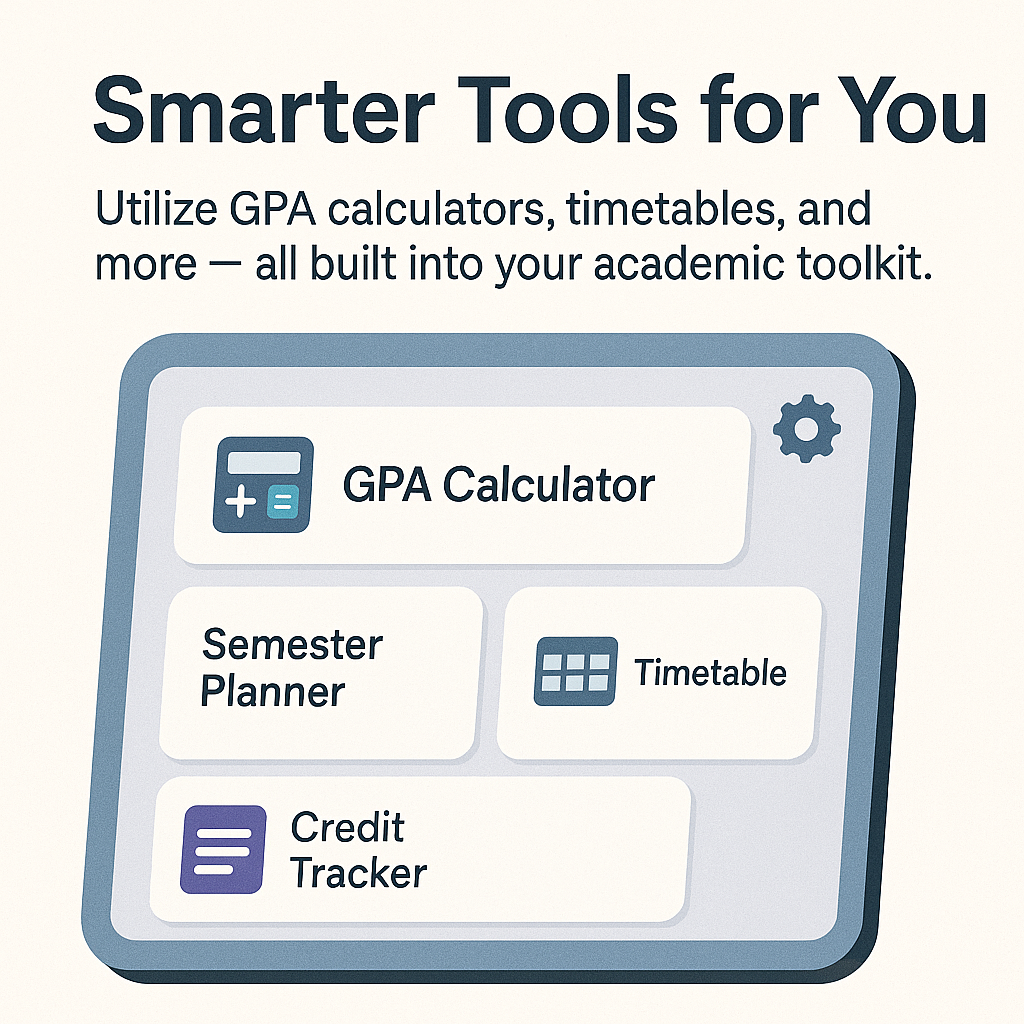 Smarter Tools for You
Utilize GPA calculators, timetables, and
more — all built into your academic toolkit.
GPA Calculator
Semester
Planner
Timetable
Credit
Tracker